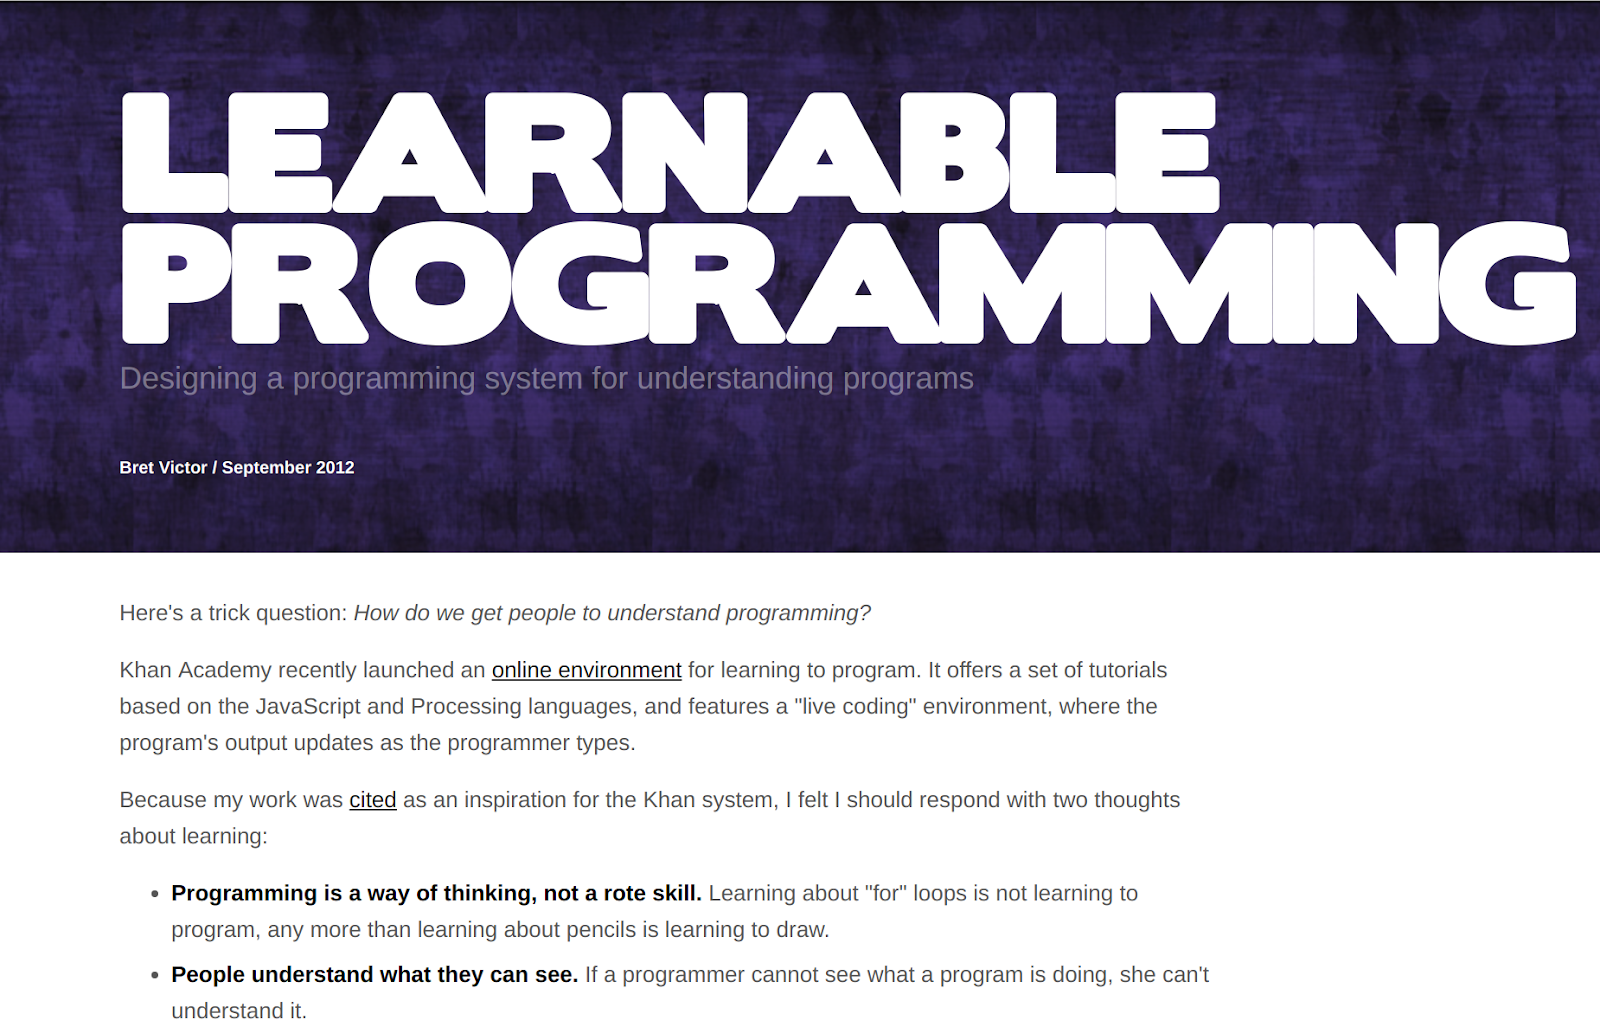 LEARNABLE
PROGRAMMING
Designing a programming system for understanding programs
Bret Victor / September 2012
Here's a trick question: How do we get people to understand programming?
Khan Academy recently launched an online environment for learning to program. It offers a set of tutorials
based on the JavaScript and Processing languages, and features a "live coding" environment, where the
program's output updates as the programmer types.
Because my work was cited as an inspiration for the Khan system, I felt I should respond with two thoughts
about learning:
• Programming is a way of thinking, not a rote skill. Learning about "for" loops is not learning to
program, any more than learning about pencils is learning to draw.
• People understand what they can see. If a programmer cannot see what a program is doing, she can't
understand it.